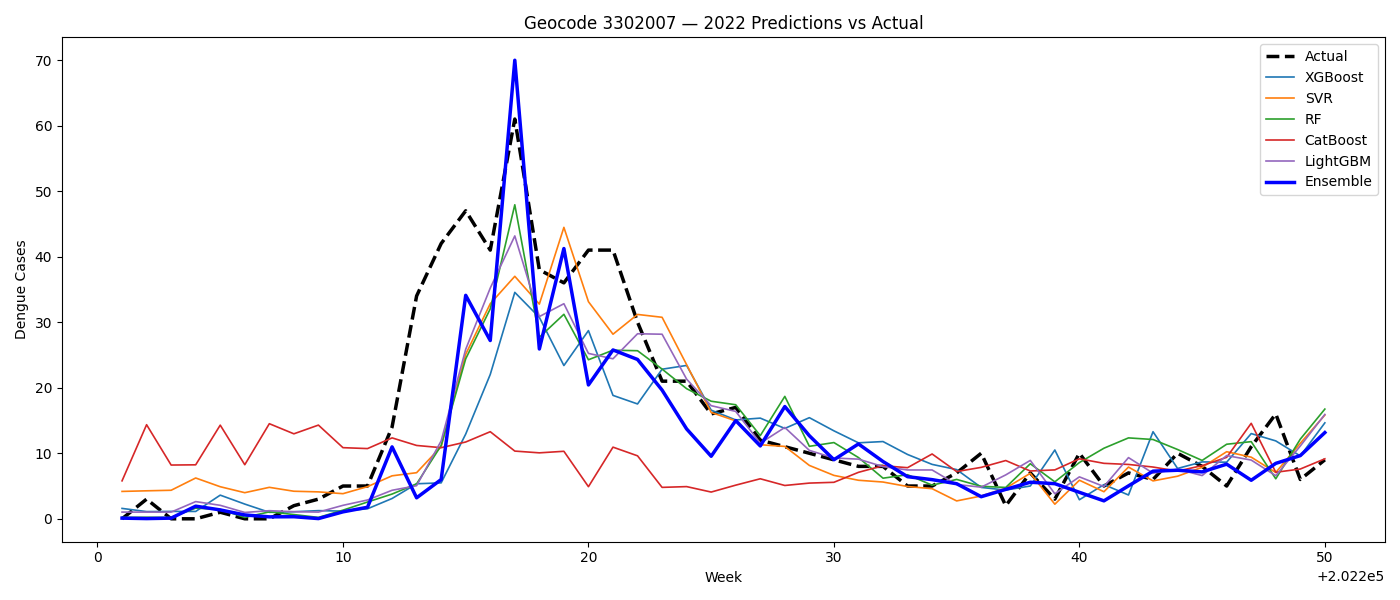 Geocode 3302007 — 2022 Predictions vs Actual
Dengue Cases
70
60
50
40
30
20
10
0
Actual
XGBoost
SVR
RF
CatBoost
LightGBM
Ensemble
0 10 20 30 40 50
Week
+2.022e5